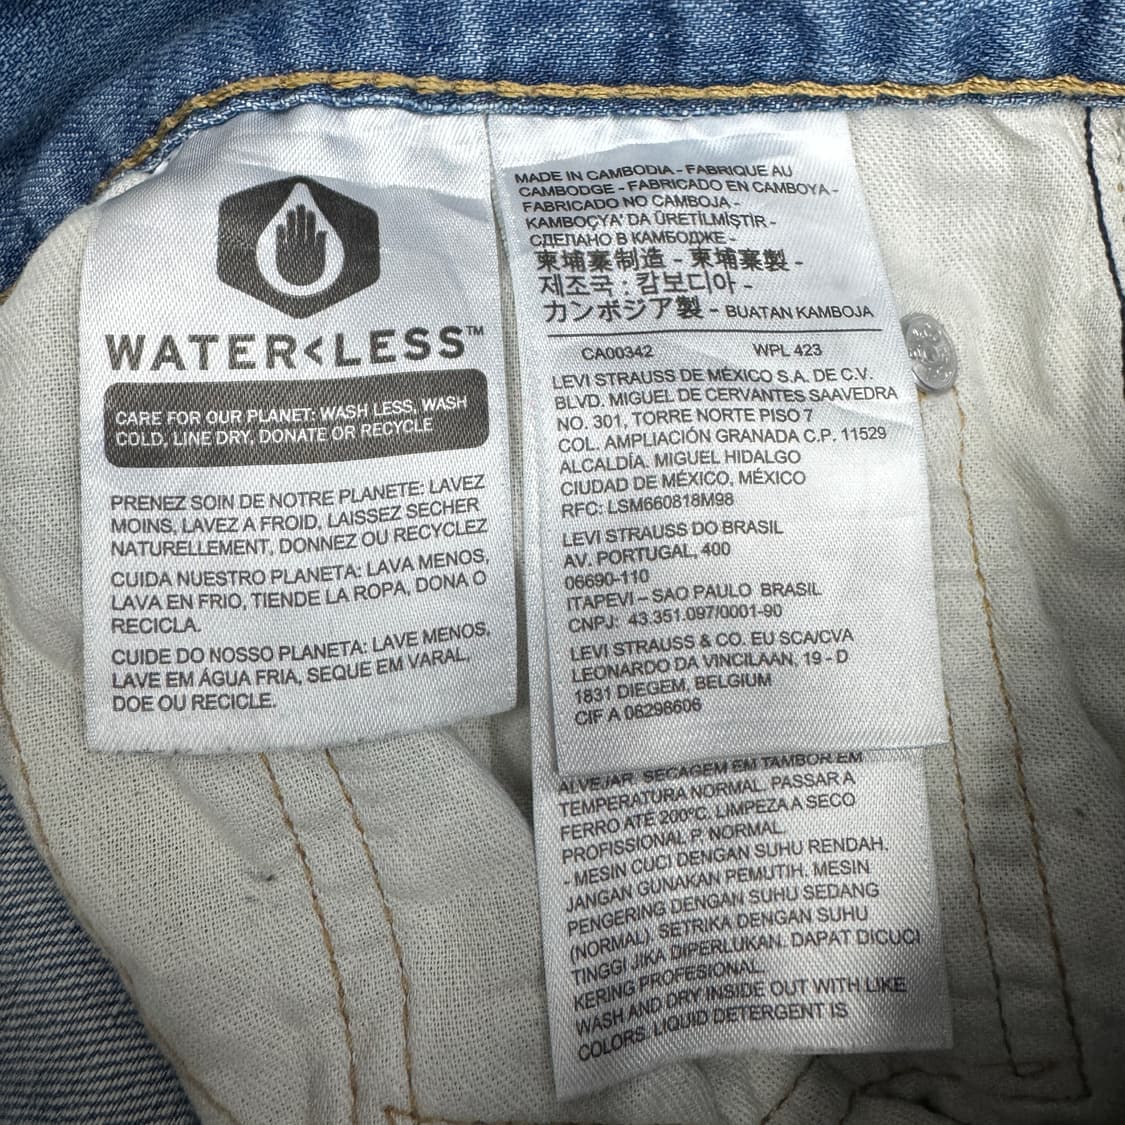 WATER<LESS™
CARE FOR OUR PLANET: WASH LESS, WASH
COLD, LINE DRY, DONATE OR RECYCLE
PRENEZ SOIN DE NOTRE PLANETE: LAVEZ
MOINS, LAVEZ A FROID, LAISSEZ SECHER
NATURELLEMENT, DONNEZ OU RECYCLEZ
CUIDA NUESTRO PLANETA: LAVA MENOS,
LAVA EN FRIO, TIENDE LA ROPA, DONA O
RECICLA.
CUIDE DO NOSSO PLANETA: LAVE MENOS,
LAVE EM ÁGUA FRIA, SEQUE EM VARAL,
DOE OU RECICLE.
MADE IN CAMBODIA - FABRIQUE AU
CAMBODGE - FABRICADO EN CAMBOYA -
FABRICADO NO CAMBOJA -
KAMBOÇYA' DA ÜRETİLMİŞTİR -
СДЕЛАНО В КАМБОДЖЕ -
柬埔寨制造 - 柬埔寨製 -
제조국 : 캄보디아 -
カンボジア製 - BUATAN KAMBOJA
CA00342 WPL 423
LEVI STRAUSS DE MÉXICO S.A. DE C.V.
BLVD. MIGUEL DE CERVANTES SAAVEDRA
NO. 301, TORRE NORTE PISO 7
COL. AMPLIACIÓN GRANADA C.P. 11529
ALCALDÍA. MIGUEL HIDALGO
CIUDAD DE MÉXICO, MÉXICO
RFC: LSM660818M98
LEVI STRAUSS DO BRASIL
AV. PORTUGAL, 400
06690-110
ITAPEVI – SAO PAULO BRASIL
CNPJ: 43.351.097/0001-90
LEVI STRAUSS & CO. EU SCA/CVA
LEONARDO DA VINCILAAN, 19 - D
1831 DIEGEM, BELGIUM
CIF A 08298606
ALVEJAR. SECAGEM EM TAMBOR EM
TEMPERATURA NORMAL. PASSAR A
FERRO ATÉ 200ºC. LIMPEZA A SECO
PROFISSIONAL P. NORMAL.
- MESIN CUCI DENGAN SUHU RENDAH.
JANGAN GUNAKAN PEMUTIH. MESIN
PENGERING DENGAN SUHU SEDANG
(NORMAL). SETRIKA DENGAN SUHU
TINGGI JIKA DIPERLUKAN. DAPAT DICUCI
KERING PROFESIONAL.
WASH AND DRY INSIDE OUT WITH LIKE
COLORS. LIQUID DETERGENT IS